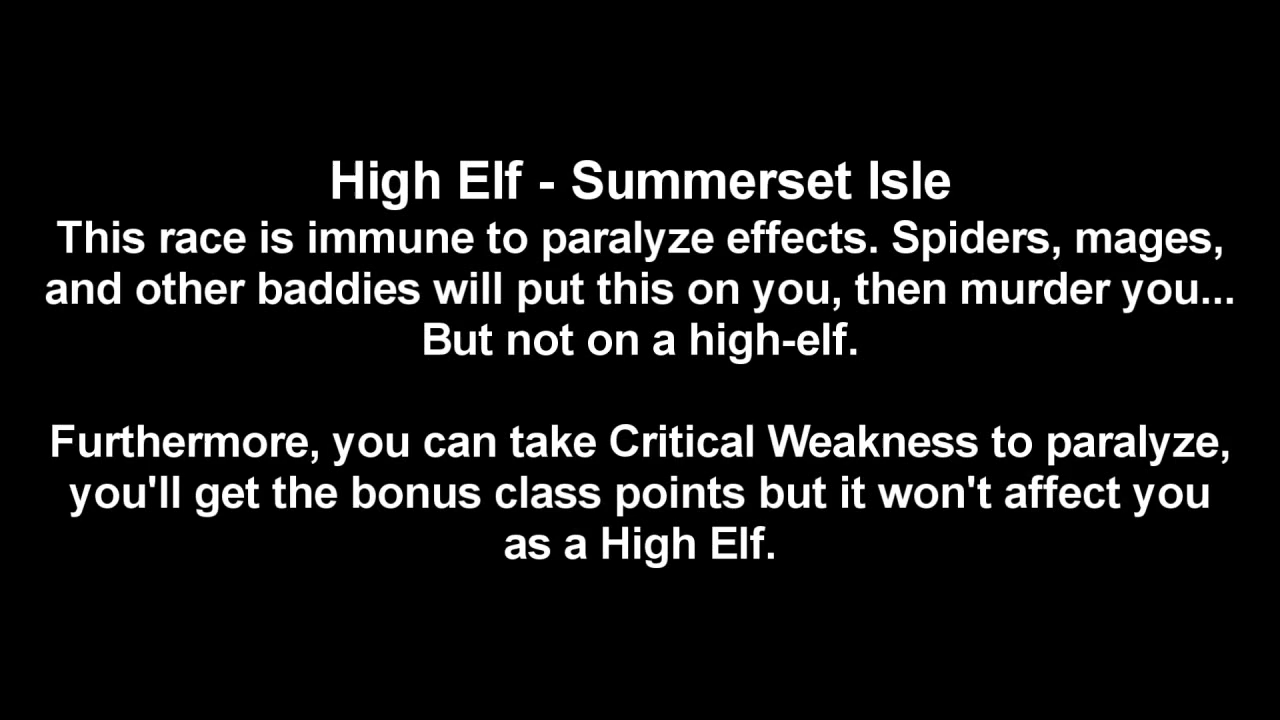 High Elf - Summerset Isle
This race is immune to paralyze effects. Spiders, mages,
and other baddies will put this on you, then murder you...
But not on a high-elf.
Furthermore, you can take Critical Weakness to paralyze,
you'll get the bonus class points but it won't affect you
as a High Elf.